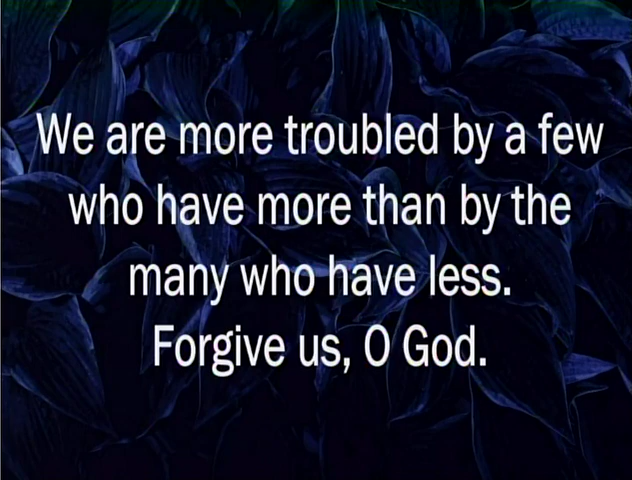 We are more troubled by a few
who have more than by the
many who have less.
Forgive us, O God.